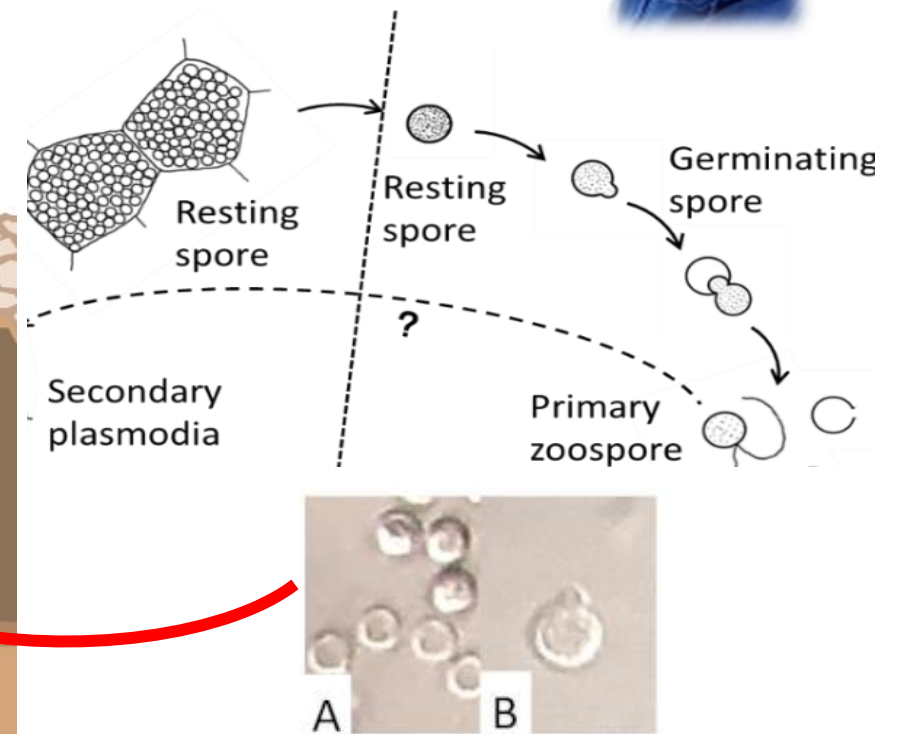 Resting
spore
Resting
spore
Germinating
spore
?
Secondary
plasmodia
Primary
zoospore
A
B